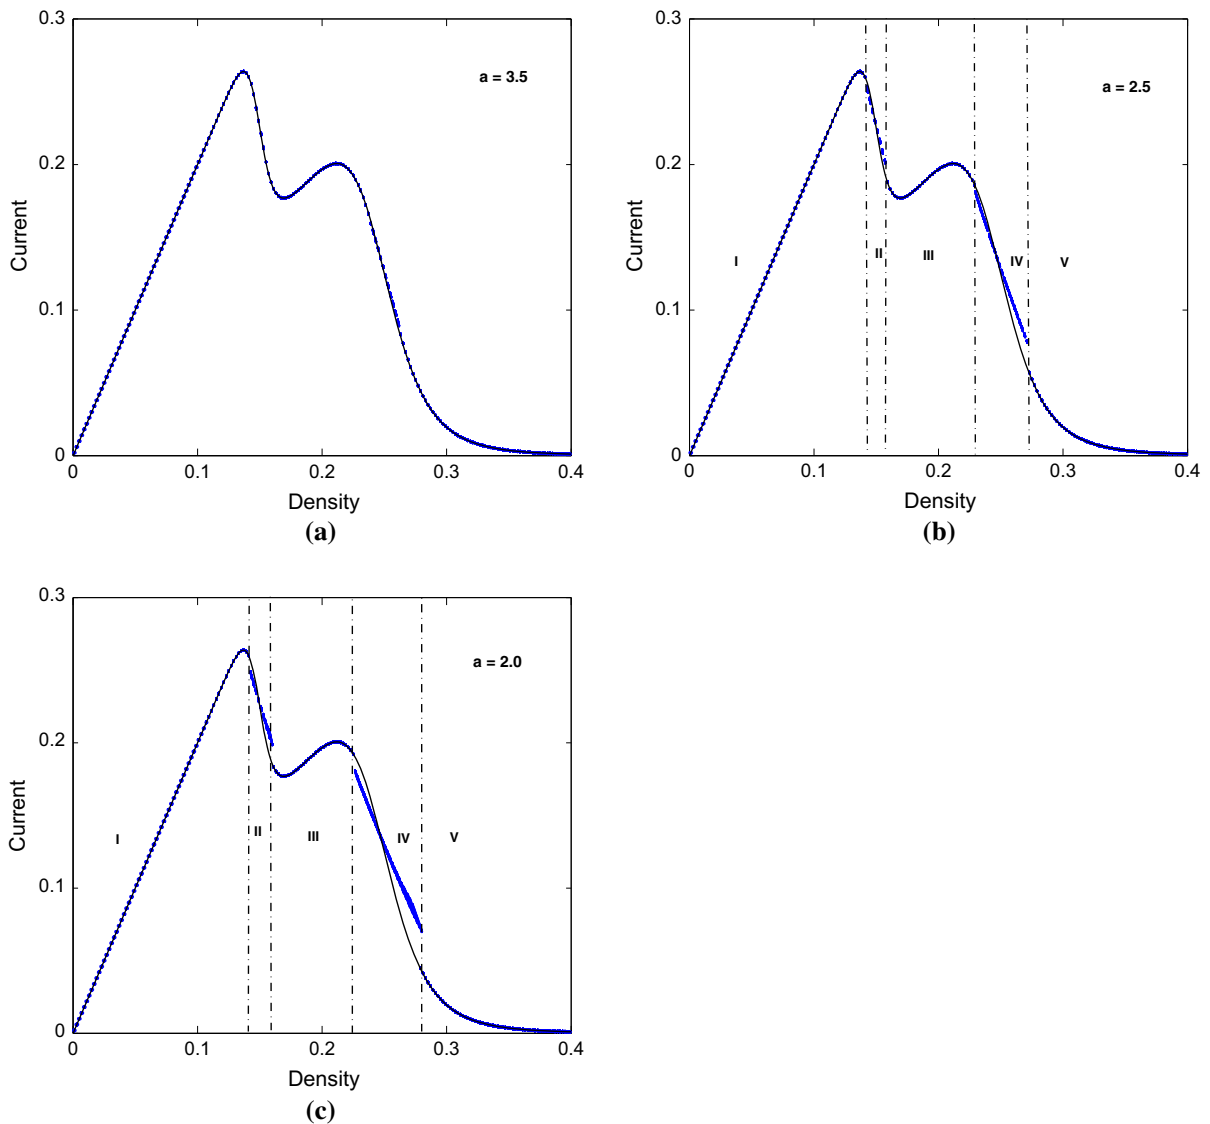 0.3
0.2
0.1
0
Current
a = 3.5
0 0.1 0.2 0.3 0.4
Density
(a)
0.3
0.2
0.1
0
Current
a = 2.5
I II III IV V
0 0.1 0.2 0.3 0.4
Density
(b)
0.3
0.2
0.1
0
Current
a = 2.0
I II III IV V
0 0.1 0.2 0.3 0.4
Density
(c)